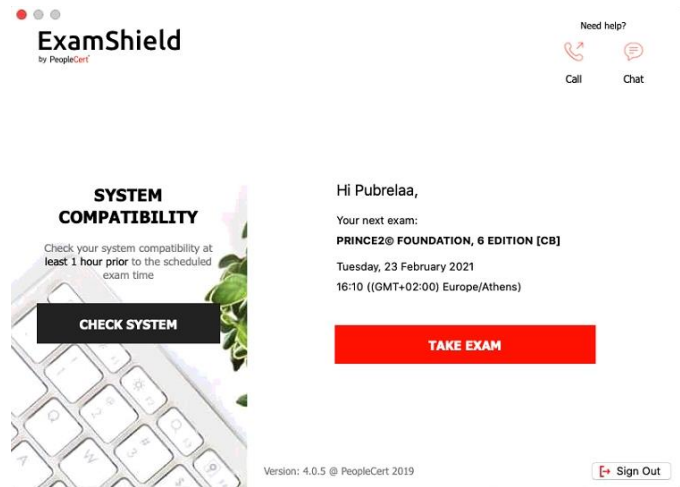 ExamShield
by PeopleCert
Need help?
Call
Chat
SYSTEM
COMPATIBILITY
Check your system compatibility at
least 1 hour prior to the scheduled
exam time
CHECK SYSTEM
Hi Pubrelaa,
Your next exam:
PRINCE2© FOUNDATION, 6 EDITION [CB]
Tuesday, 23 February 2021
16:10 ((GMT+02:00) Europe/Athens)
TAKE EXAM
Version: 4.0.5 @ PeopleCert 2019
Sign Out